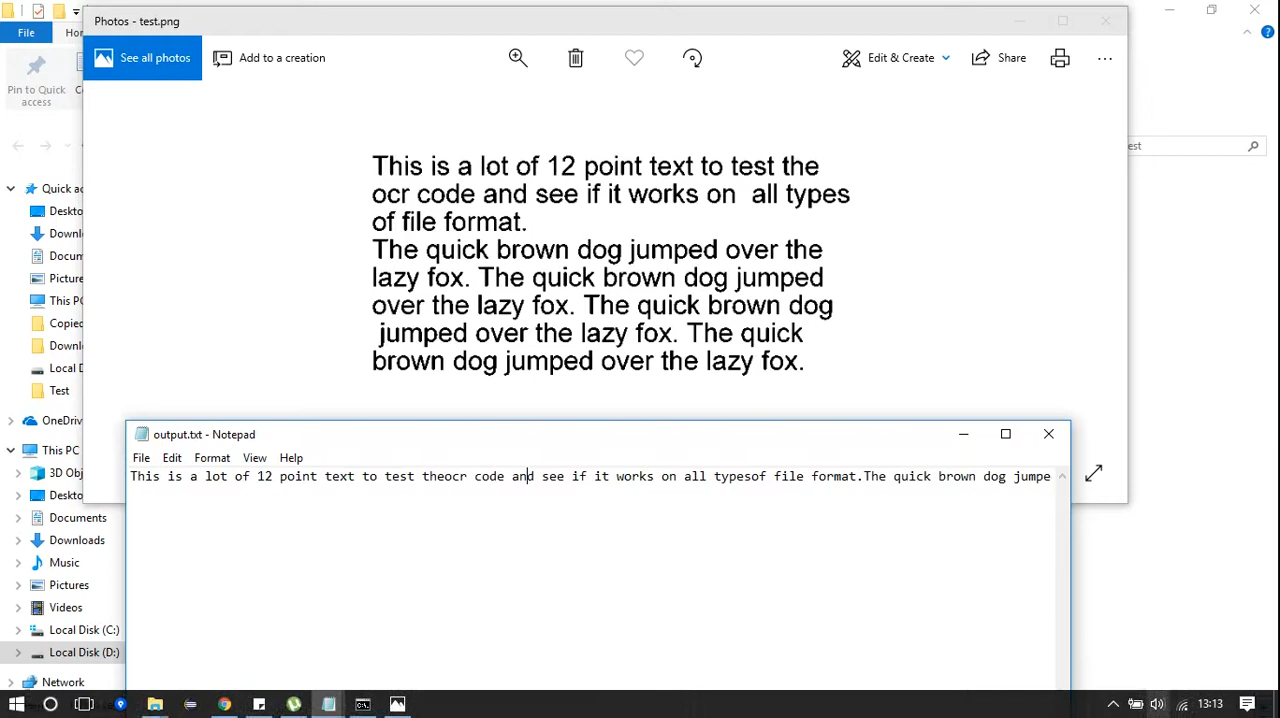 Photos - test.png
File
Hor
See all photos
Add to a creation
Edit & Create
Share
Pin to Quick
access
This is a lot of 12 point text to test the
ocr code and see if it works on  all types
of file format.
The quick brown dog jumped over the
lazy fox. The quick brown dog jumped
over the lazy fox. The quick brown dog
jumped over the lazy fox. The quick
brown dog jumped over the lazy fox.
est
Quick ac
Deskto
Downl
Docum
Picture
This PC
Copied
Downl
Local D
Test
OneDriv
This PC
3D Obj
Deskto
Documents
Downloads
Music
Pictures
Videos
Local Disk (C:)
Local Disk (D:)
Network
output.txt - Notepad
File Edit Format View Help
This is a lot of 12 point text to test theocr code and see if it works on all typesof file format.The quick brown dog jumpe
13:13